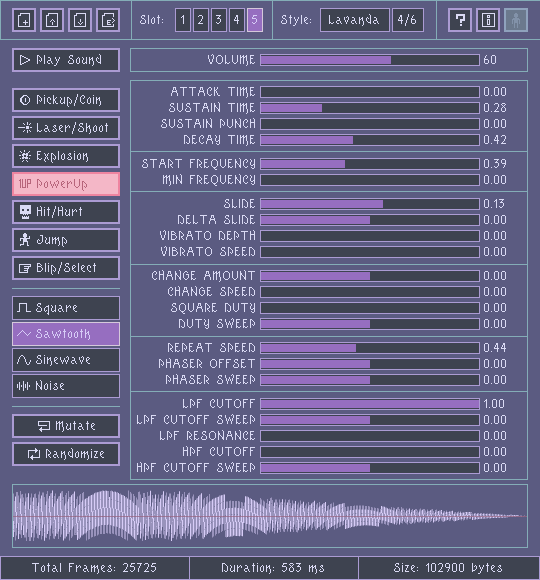 Slot: 1 2 3 4 5 Style: Lavanda 4/6 ?
Play Sound
Pickup/Coin
Laser/Shoot
Explosion
1UP PowerUp
Hit/Hurt
Jump
Blip/Select
Square
Sawtooth
Sinewave
Noise
Mutate
Randomize
VOLUME 60
ATTACK TIME 0.00
SUSTAIN TIME 0.28
SUSTAIN PUNCH 0.00
DECAY TIME 0.42
START FREQUENCY 0.39
MIN FREQUENCY 0.00
SLIDE 0.13
DELTA SLIDE 0.00
VIBRATO DEPTH 0.00
VIBRATO SPEED 0.00
CHANGE AMOUNT 0.00
CHANGE SPEED 0.00
SQUARE DUTY 0.00
DUTY SWEEP 0.00
REPEAT SPEED 0.44
PHASER OFFSET 0.00
PHASER SWEEP 0.00
LPF CUTOFF 1.00
LPF CUTOFF SWEEP 0.00
LPF RESONANCE 0.00
HPF CUTOFF 0.00
HPF CUTOFF SWEEP 0.00
Total Frames: 25725
Duration: 583 ms
Size: 102900 bytes